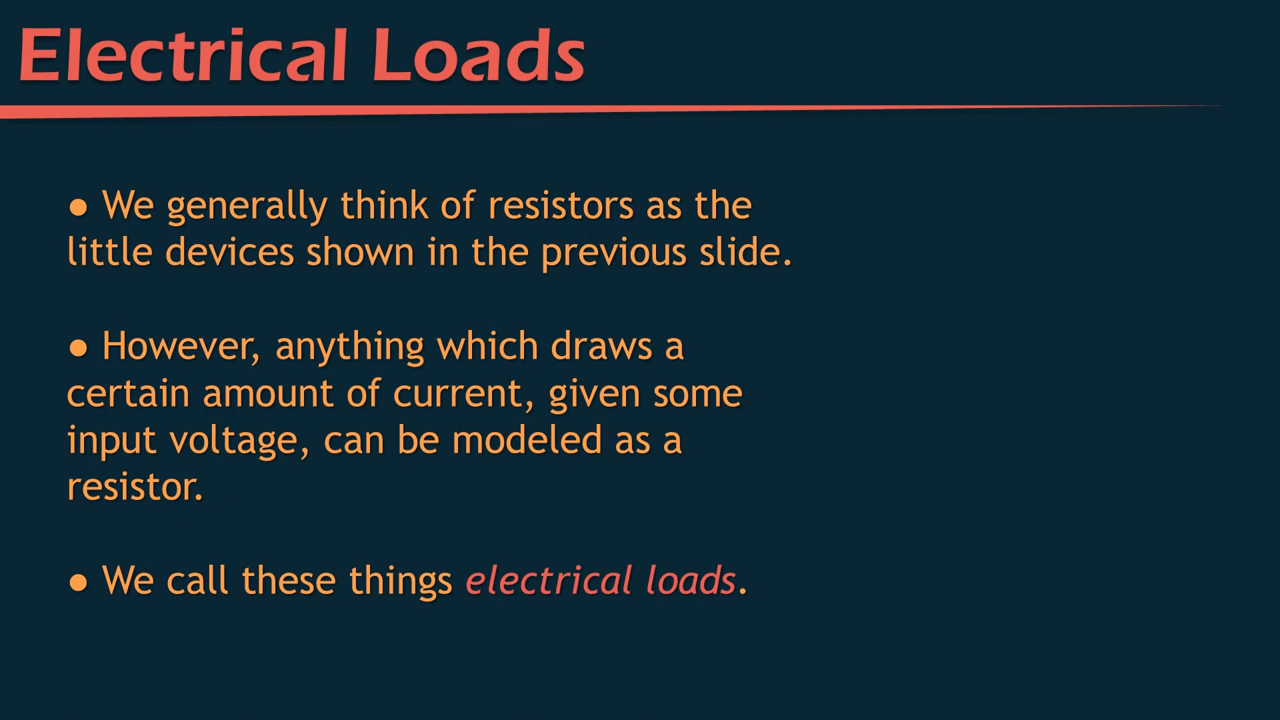 Electrical Loads
● We generally think of resistors as the
little devices shown in the previous slide.
● However, anything which draws a
certain amount of current, given some
input voltage, can be modeled as a
resistor.
● We call these things electrical loads.